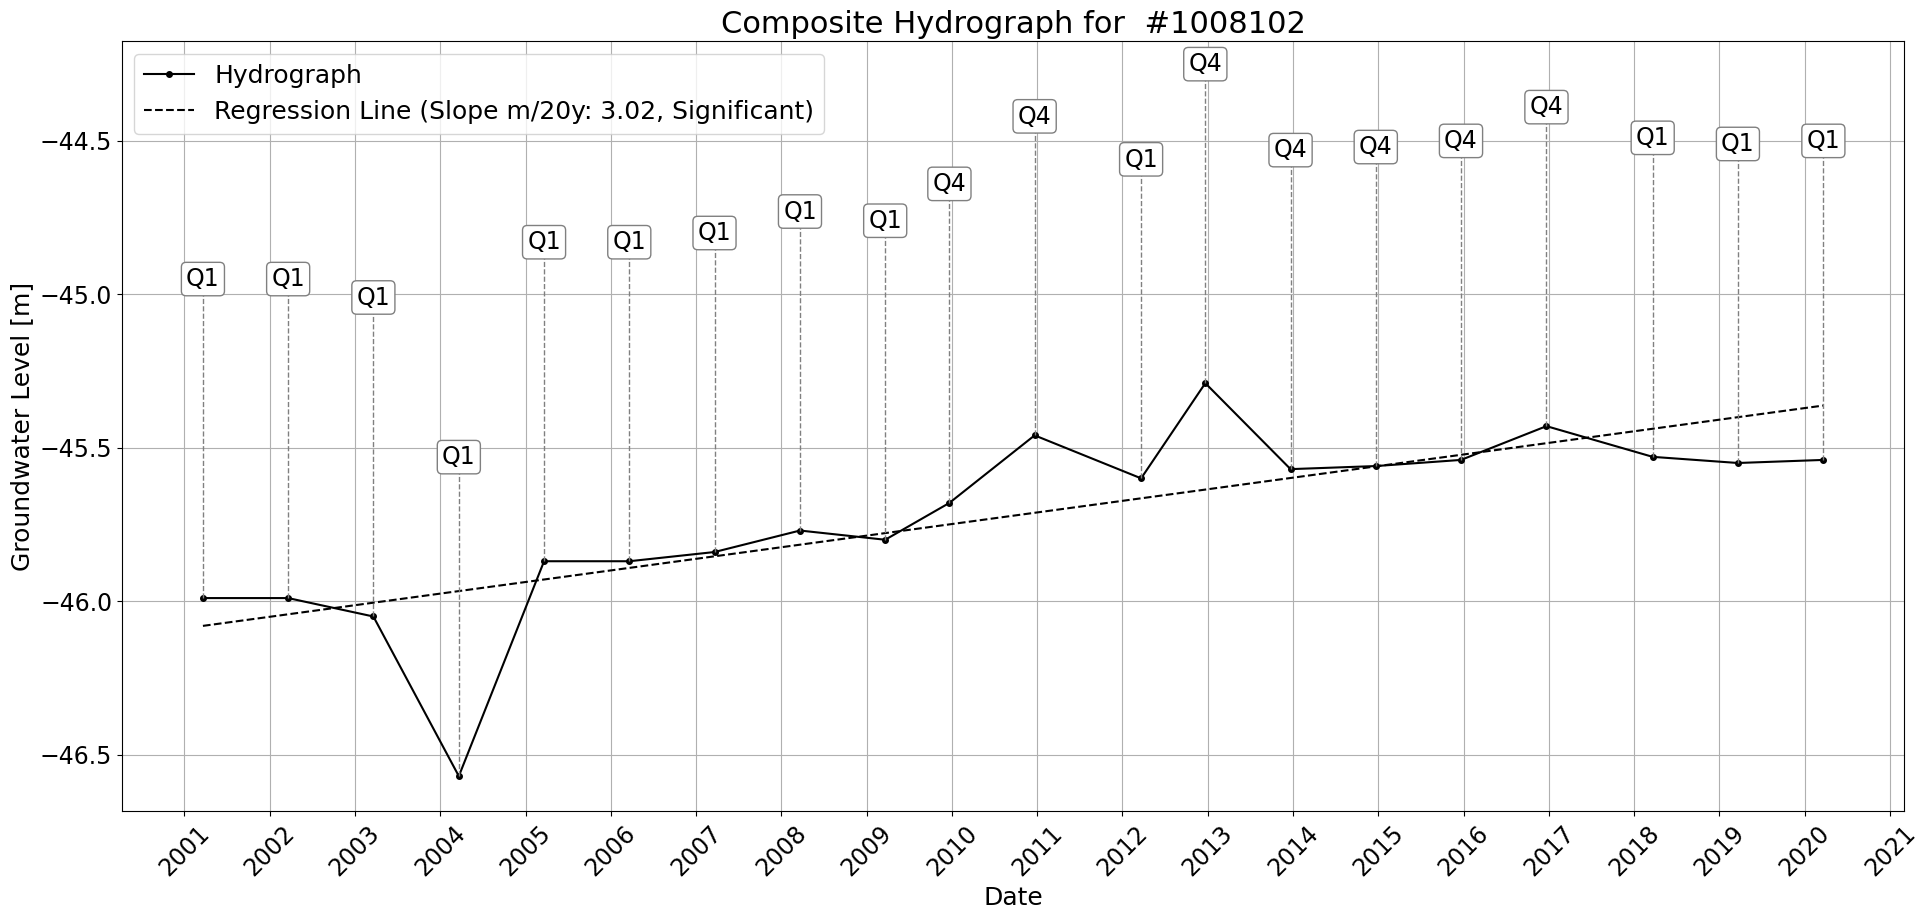 Composite Hydrograph for  #1008102
Hydrograph
Regression Line (Slope m/20y: 3.02, Significant)
Q4
Q4
Q4
Q4
Q4
Q4
Q4
Q1
Q1
Q1
Q1
Q4
Q1
Q1
Q1
Q1
Q1
Q1
Q1
Q1
Q1
−44.5
−45.0
−45.5
−46.0
−46.5
Groundwater Level [m]
2001
2002
2003
2004
2005
2006
2007
2008
2009
2010
2011
2012
2013
2014
2015
2016
2017
2018
2019
2020
2021
Date